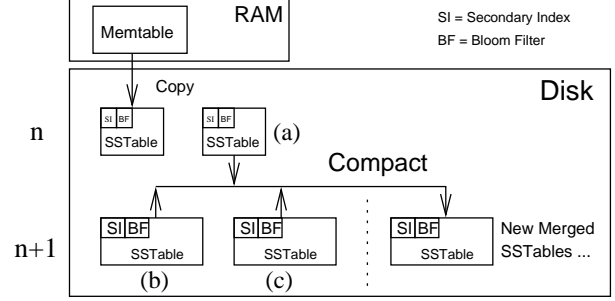 RAM
Memtable
SI = Secondary Index
BF = Bloom Filter
Copy
Disk
n
SI BF
SSTable
SI BF
SSTable
(a)
Compact
n+1
SI BF
SSTable
(b)
SI BF
SSTable
(c)
SI BF
SSTable
New Merged
SSTables ...